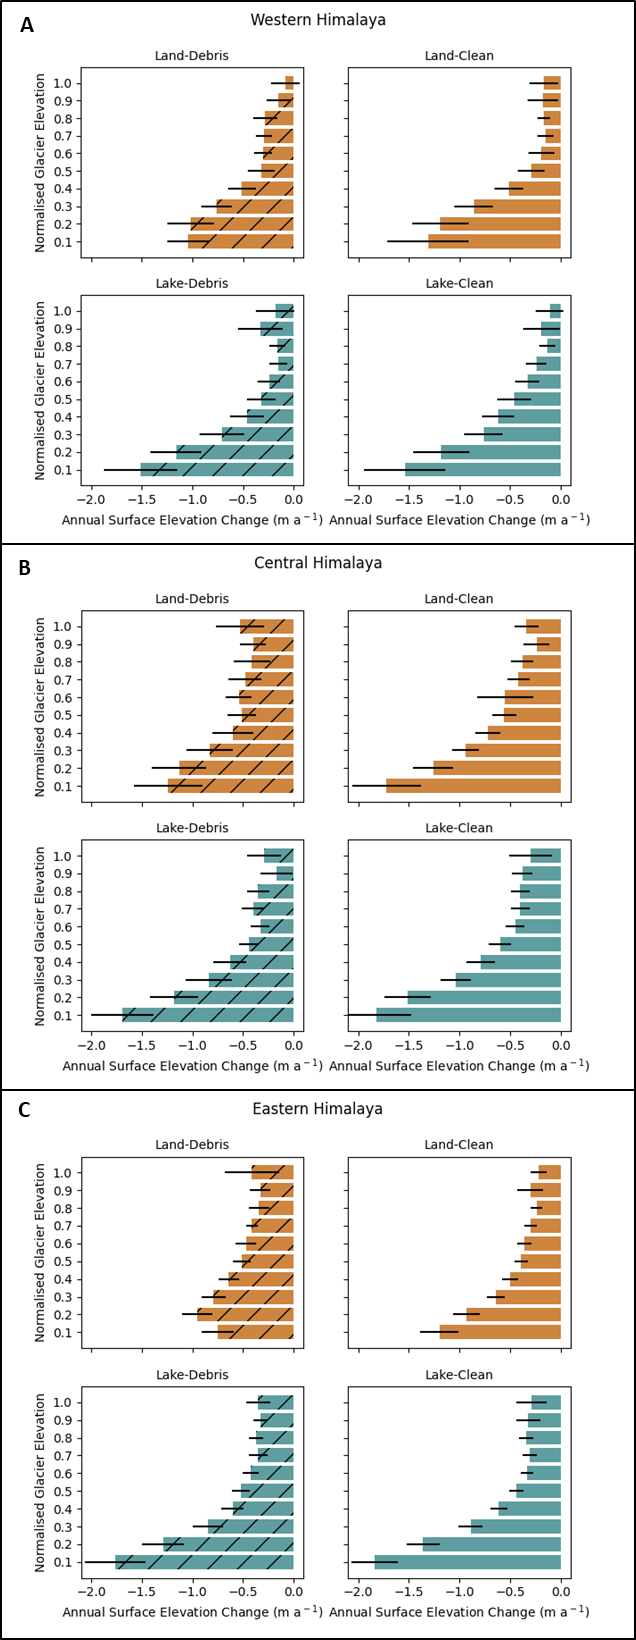 A
Western Himalaya
Land-Debris Land-Clean
Normalised Glacier Elevation
1.0
0.9
0.8
0.7
0.6
0.5
0.4
0.3
0.2
0.1
Lake-Debris Lake-Clean
Normalised Glacier Elevation
1.0
0.9
0.8
0.7
0.6
0.5
0.4
0.3
0.2
0.1
−2.0 −1.5 −1.0 −0.5 0.0 −2.0 −1.5 −1.0 −0.5 0.0
Annual Surface Elevation Change (m a⁻¹) Annual Surface Elevation Change (m a⁻¹)
B
Central Himalaya
Land-Debris Land-Clean
Normalised Glacier Elevation
1.0
0.9
0.8
0.7
0.6
0.5
0.4
0.3
0.2
0.1
Lake-Debris Lake-Clean
Normalised Glacier Elevation
1.0
0.9
0.8
0.7
0.6
0.5
0.4
0.3
0.2
0.1
−2.0 −1.5 −1.0 −0.5 0.0 −2.0 −1.5 −1.0 −0.5 0.0
Annual Surface Elevation Change (m a⁻¹) Annual Surface Elevation Change (m a⁻¹)
C
Eastern Himalaya
Land-Debris Land-Clean
Normalised Glacier Elevation
1.0
0.9
0.8
0.7
0.6
0.5
0.4
0.3
0.2
0.1
Lake-Debris Lake-Clean
Normalised Glacier Elevation
1.0
0.9
0.8
0.7
0.6
0.5
0.4
0.3
0.2
0.1
−2.0 −1.5 −1.0 −0.5 0.0 −2.0 −1.5 −1.0 −0.5 0.0
Annual Surface Elevation Change (m a⁻¹) Annual Surface Elevation Change (m a⁻¹)